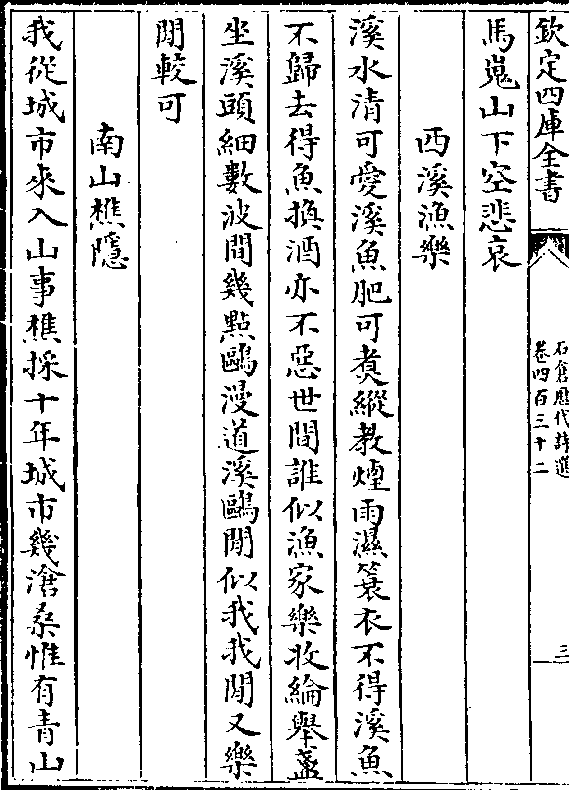 欽定四庫全書
石倉歷代詩選
卷四百三十二
三
馬嵬山下空悲哀
西溪漁樂
溪水清可愛溪魚肥可煑縱教煙雨濕簑衣不得溪魚
不歸去得魚換酒亦不惡世間誰似漁家樂收綸舉盞
坐溪頭細數波間幾點鷗漫道溪鷗閒似我我閒又樂
閒較可
南山樵隱
我從城市來入山事樵採十年城市幾滄桑惟有青山